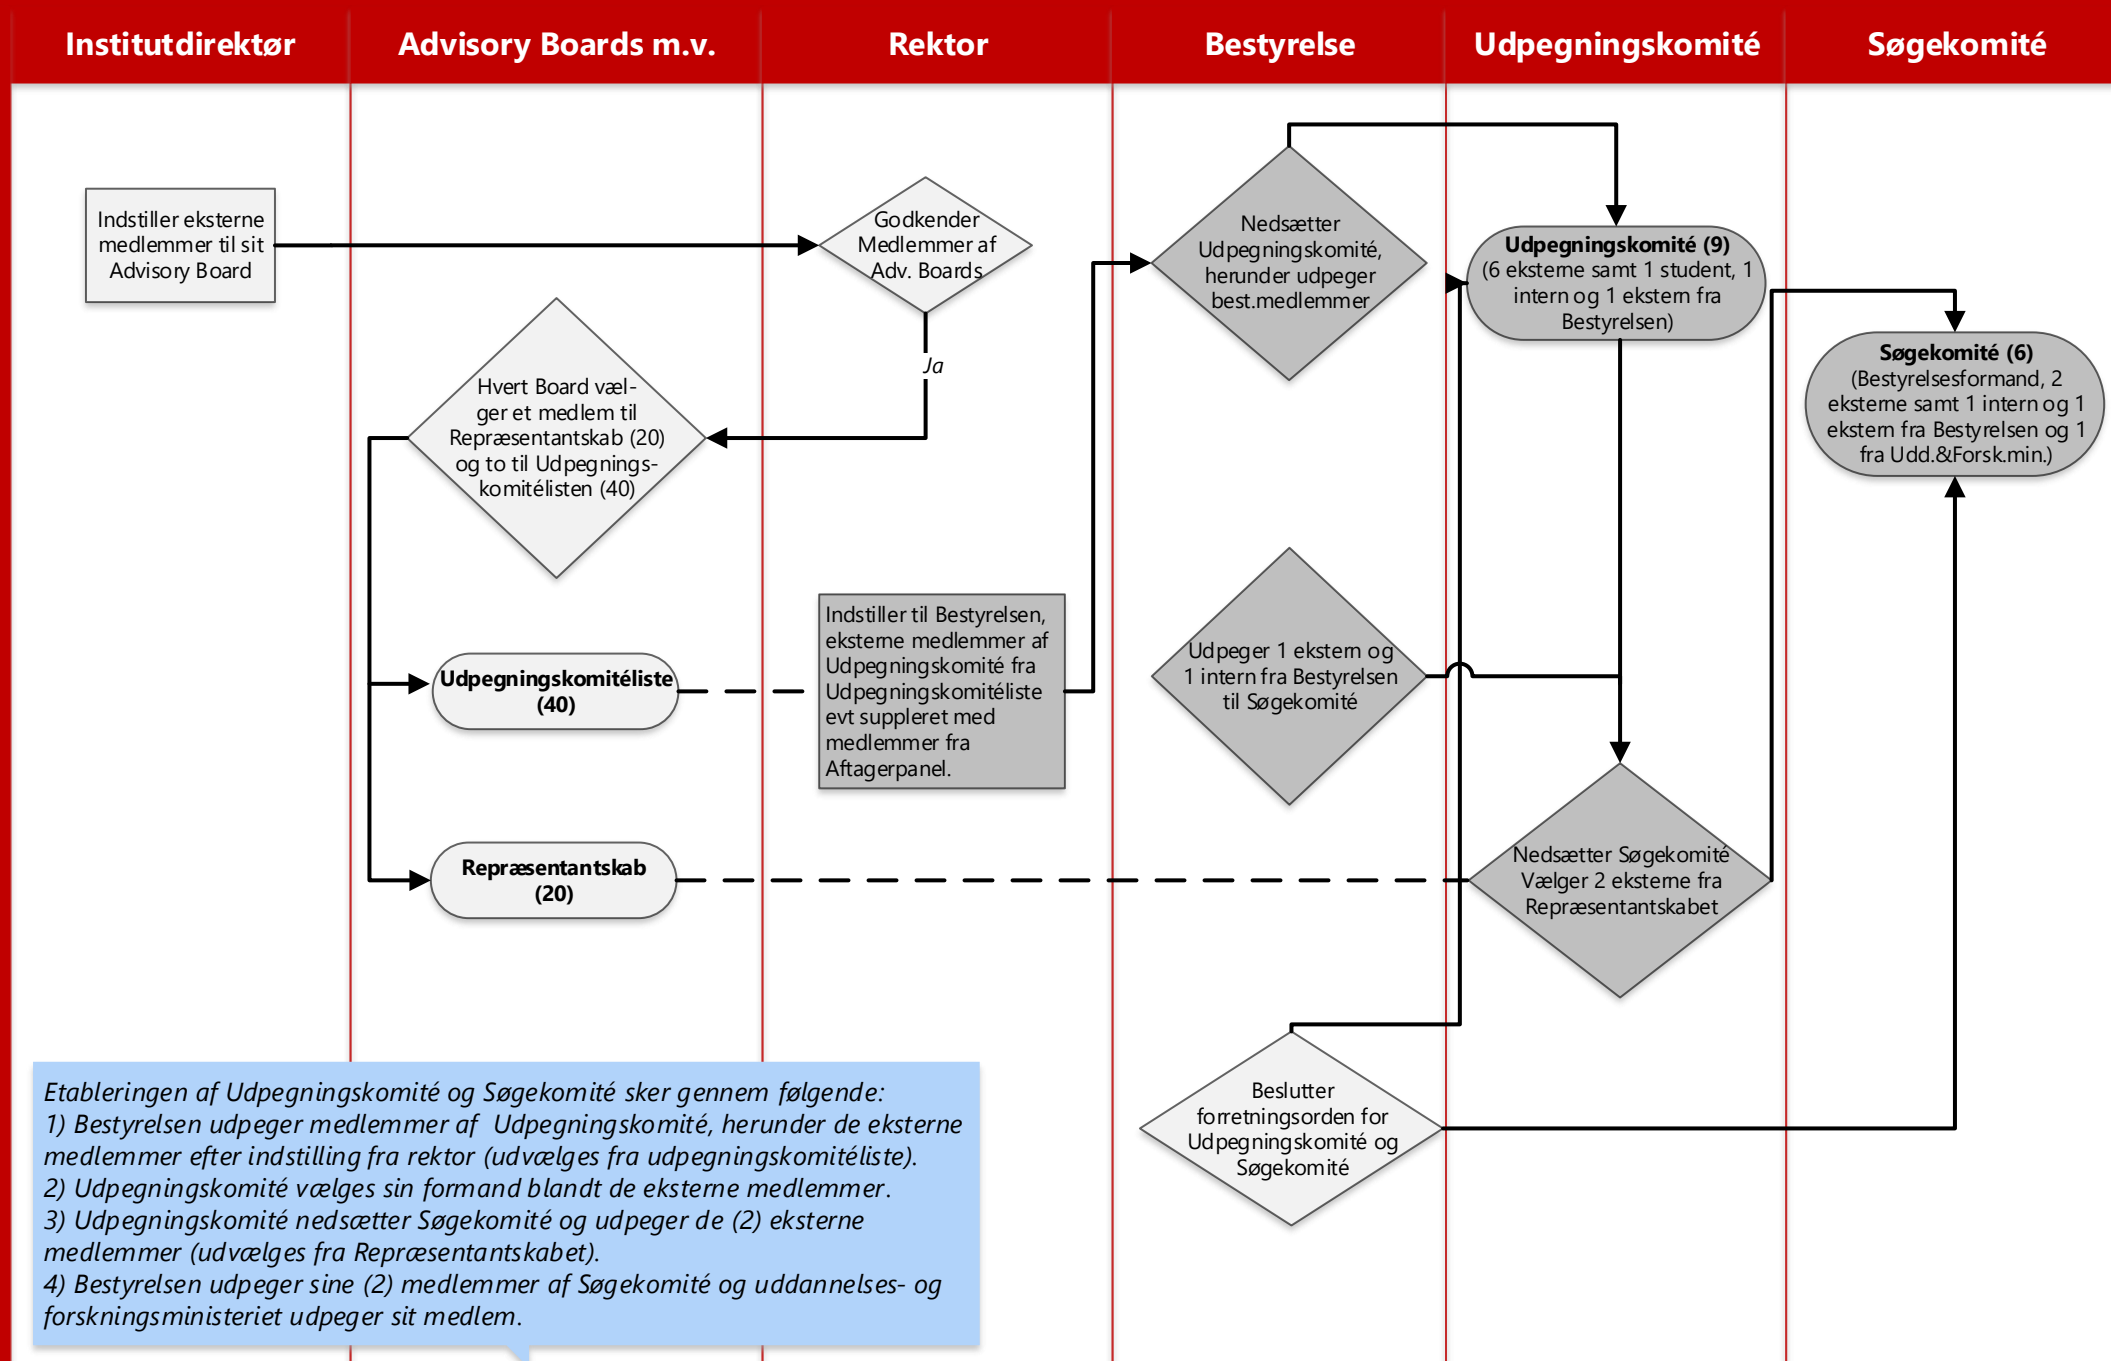 Institutdirektør
Advisory Boards m.v.
Rektor
Bestyrelse
Udpegningskomité
Søgekomité
Indstiller eksterne
medlemmer til sit
Advisory Board
Godkender
Medlemmer af
Adv. Boards
Ja
Hvert Board væl-
ger et medlem til
Repræsentantskab (20)
og to til Udpegnings-
komitélisten (40)
Udpegningskomitéliste
(40)
Repræsentantskab
(20)
Indstiller til Bestyrelsen,
eksterne medlemmer af
Udpegningskomité fra
Udpegningskomitéliste
evt suppleret med
medlemmer fra
Aftagerpanel.
Nedsætter
Udpegningskomité,
herunder udpeger
best.medlemmer
Udpeger 1 ekstern og
1 intern fra Bestyrelsen
til Søgekomité
Beslutter
forretningsorden for
Udpegningskomité og
Søgekomité
Udpegningskomité (9)
(6 eksterne samt 1 student, 1
intern og 1 ekstern fra
Bestyrelsen)
Nedsætter Søgekomité
Vælger 2 eksterne fra
Repræsentantskabet
Søgekomité (6)
(Bestyrelsesformand, 2
eksterne samt 1 intern og 1
ekstern fra Bestyrelsen og 1
fra Udd.&Forsk.min.)
Etableringen af Udpegningskomité og Søgekomité sker gennem følgende:
1) Bestyrelsen udpeger medlemmer af  Udpegningskomité, herunder de eksterne
medlemmer efter indstilling fra rektor (udvælges fra udpegningskomitéliste).
2) Udpegningskomité vælges sin formand blandt de eksterne medlemmer.
3) Udpegningskomité nedsætter Søgekomité og udpeger de (2) eksterne
medlemmer (udvælges fra Repræsentantskabet).
4) Bestyrelsen udpeger sine (2) medlemmer af Søgekomité og uddannelses- og
forskningsministeriet udpeger sit medlem.